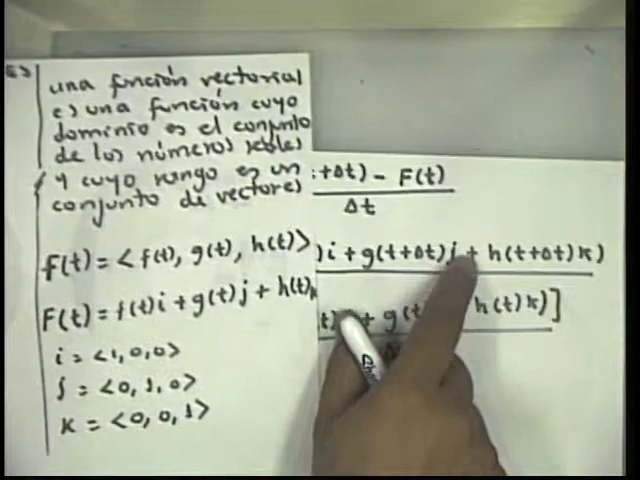 una función vectorial
es una función cuyo
dominio es el conjunto
de los números reales
y cuyo rango es un
conjunto de vectores
F(t) = <f(t), g(t), h(t)>
F(t) = f(t)i + g(t)j + h(t)k
i = <1,0,0>
j = <0,1,0>
k = <0,0,1>
+Δt) - F(t)
Δt
)i + g(t+Δt)j + h(t+Δt)k)
t) + g(t) h(t)k)]